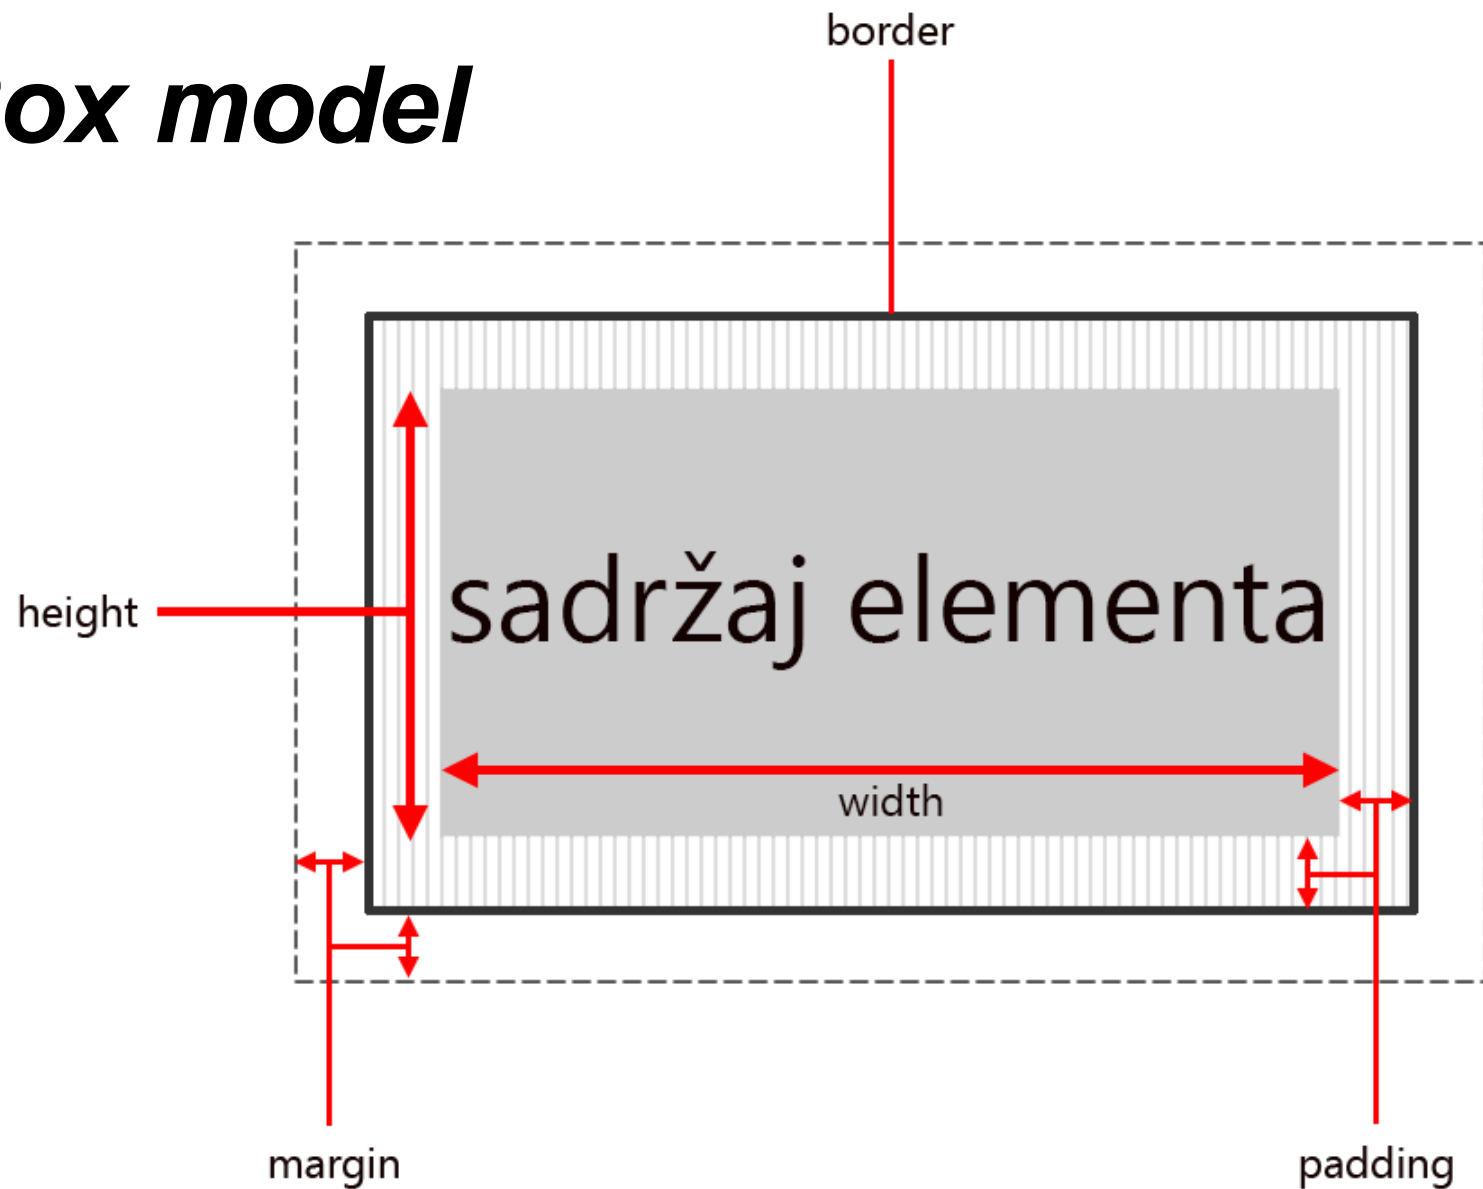 border
ox model
height
sadržaj elementa
width
margin
padding